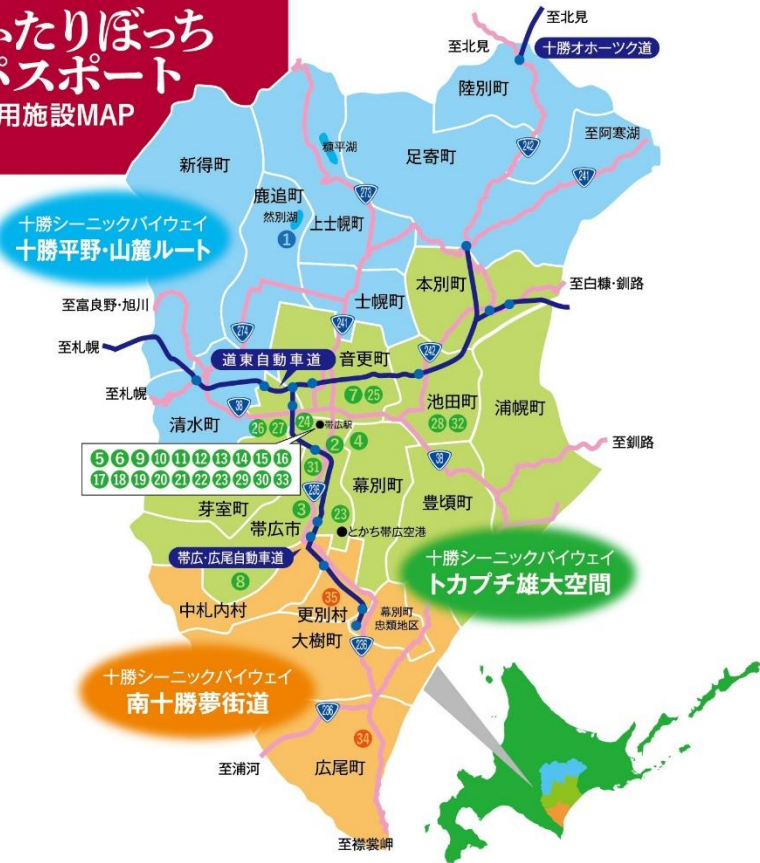 ふたりぼっち
パスポート
用施設MAP
至北見
至北見
十勝オホーツク道
陸別町
242
至阿寒湖
241
足寄町
糠平湖
新得町
273
鹿追町
然別湖
上士幌町
1
十勝シーニックバイウェイ
十勝平野・山麓ルート
本別町
至白糠・釧路
士幌町
至富良野・旭川
274
241
至札幌
道東自動車道
音更町
242
至札幌
38
7 25
池田町
浦幌町
清水町
26 27
24
帯広駅
28 32
2 4
至釧路
38
5 6 9 10 11 12 13 14 15 16
17 18 19 20 21 22 23 29 30 33
31
幕別町
豊頃町
236
芽室町
3
23
帯広市
とかち帯広空港
帯広・広尾自動車道
十勝シーニックバイウェイ
トカプチ雄大空間
8
35
中札内村
更別村
幕別町
忠類地区
大樹町
236
十勝シーニックバイウェイ
南十勝夢街道
236
34
至浦河
広尾町
至襟裳岬